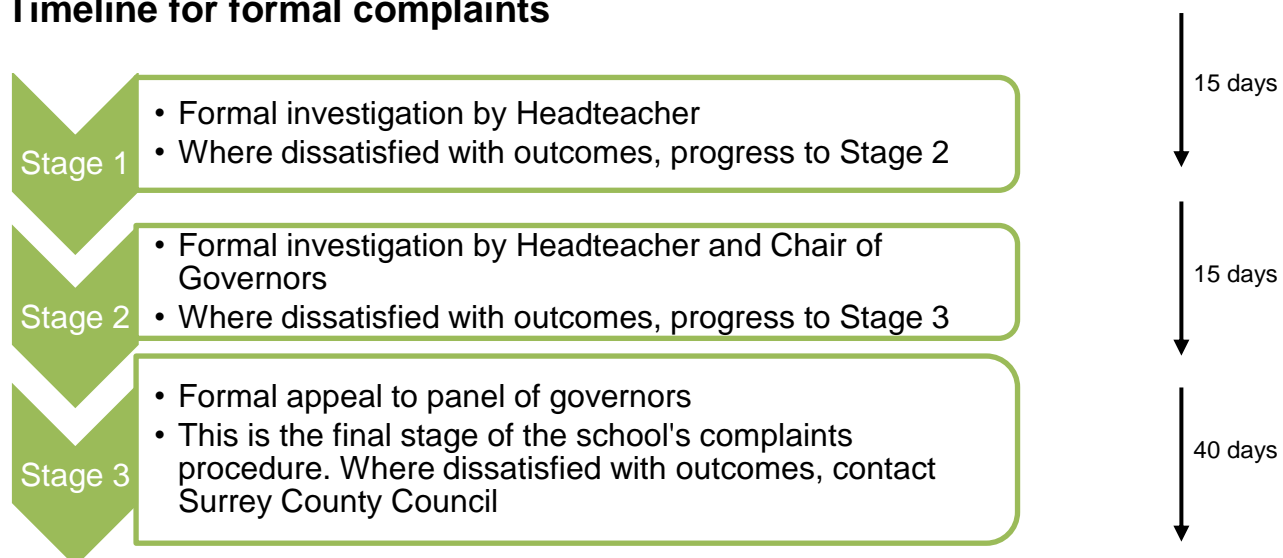 Timeline for formal complaints
15 days
Stage 1
• Formal investigation by Headteacher
• Where dissatisfied with outcomes, progress to Stage 2
15 days
Stage 2
• Formal investigation by Headteacher and Chair of
Governors
• Where dissatisfied with outcomes, progress to Stage 3
40 days
Stage 3
• Formal appeal to panel of governors
• This is the final stage of the school's complaints
procedure. Where dissatisfied with outcomes, contact
Surrey County Council